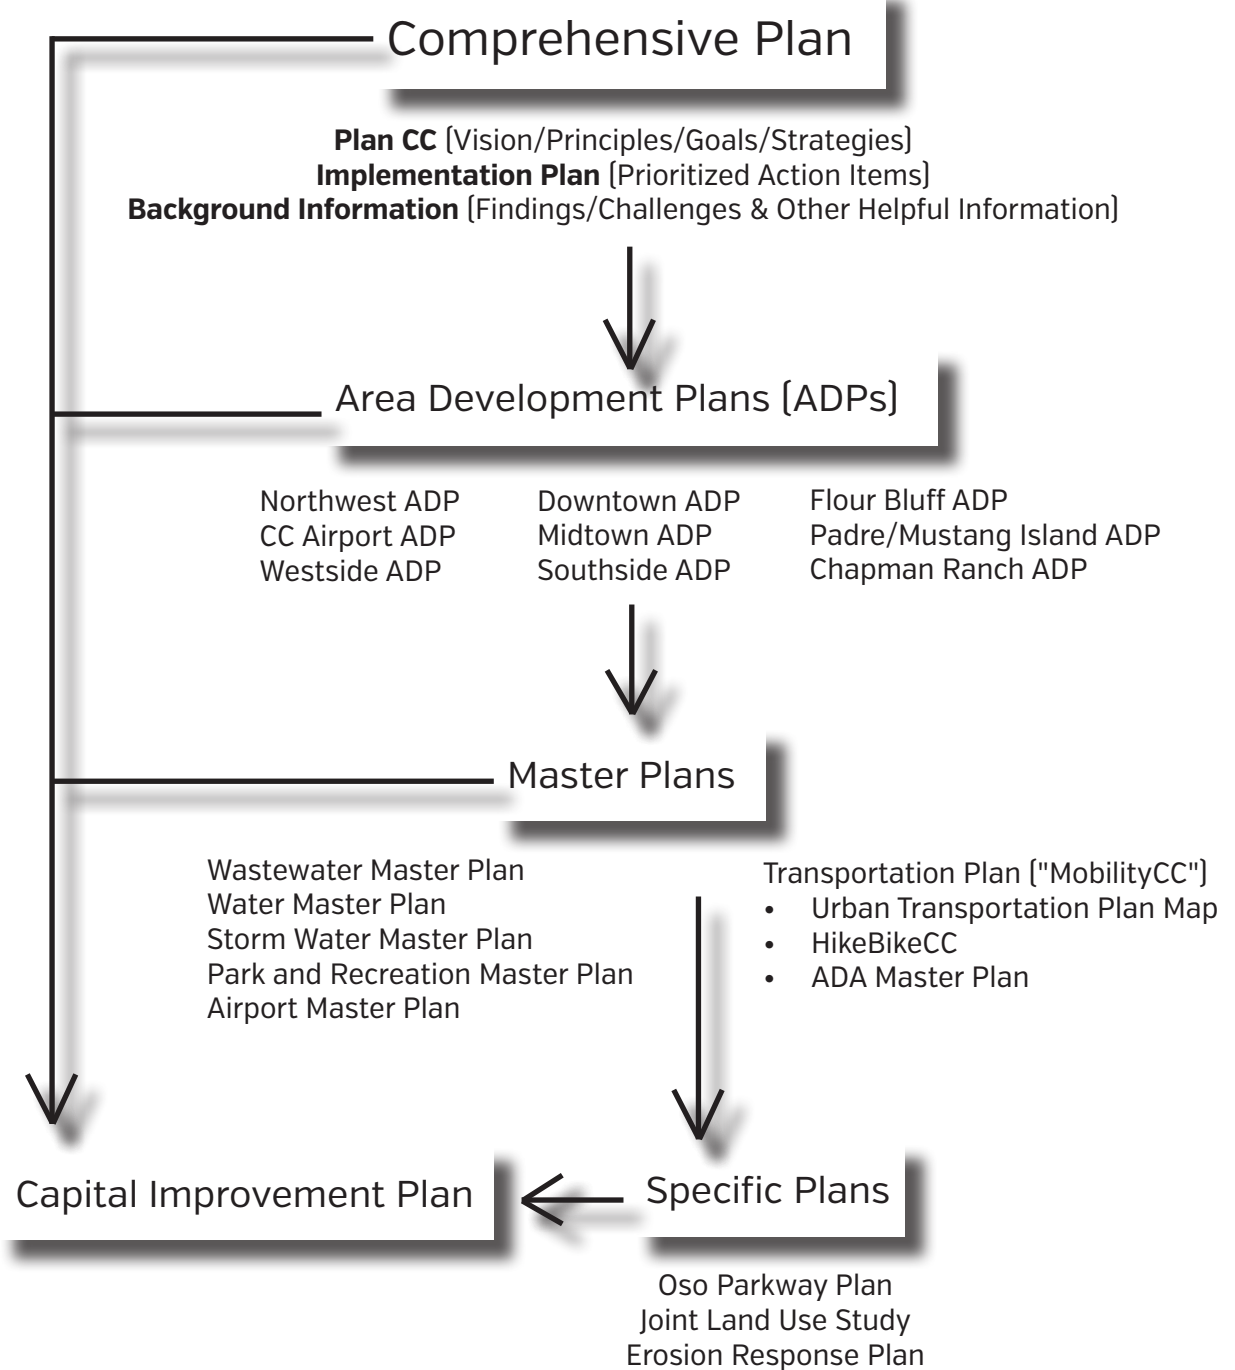 Comprehensive Plan
Plan CC (Vision/Principles/Goals/Strategies)
Implementation Plan (Prioritized Action Items)
Background Information (Findings/Challenges & Other Helpful Information)
Area Development Plans (ADPs)
Northwest ADP
CC Airport ADP
Westside ADP
Downtown ADP
Midtown ADP
Southside ADP
Flour Bluff ADP
Padre/Mustang Island ADP
Chapman Ranch ADP
Master Plans
Wastewater Master Plan
Water Master Plan
Storm Water Master Plan
Park and Recreation Master Plan
Airport Master Plan
Transportation Plan ("MobilityCC")
• Urban Transportation Plan Map
• HikeBikeCC
• ADA Master Plan
Capital Improvement Plan
Specific Plans
Oso Parkway Plan
Joint Land Use Study
Erosion Response Plan